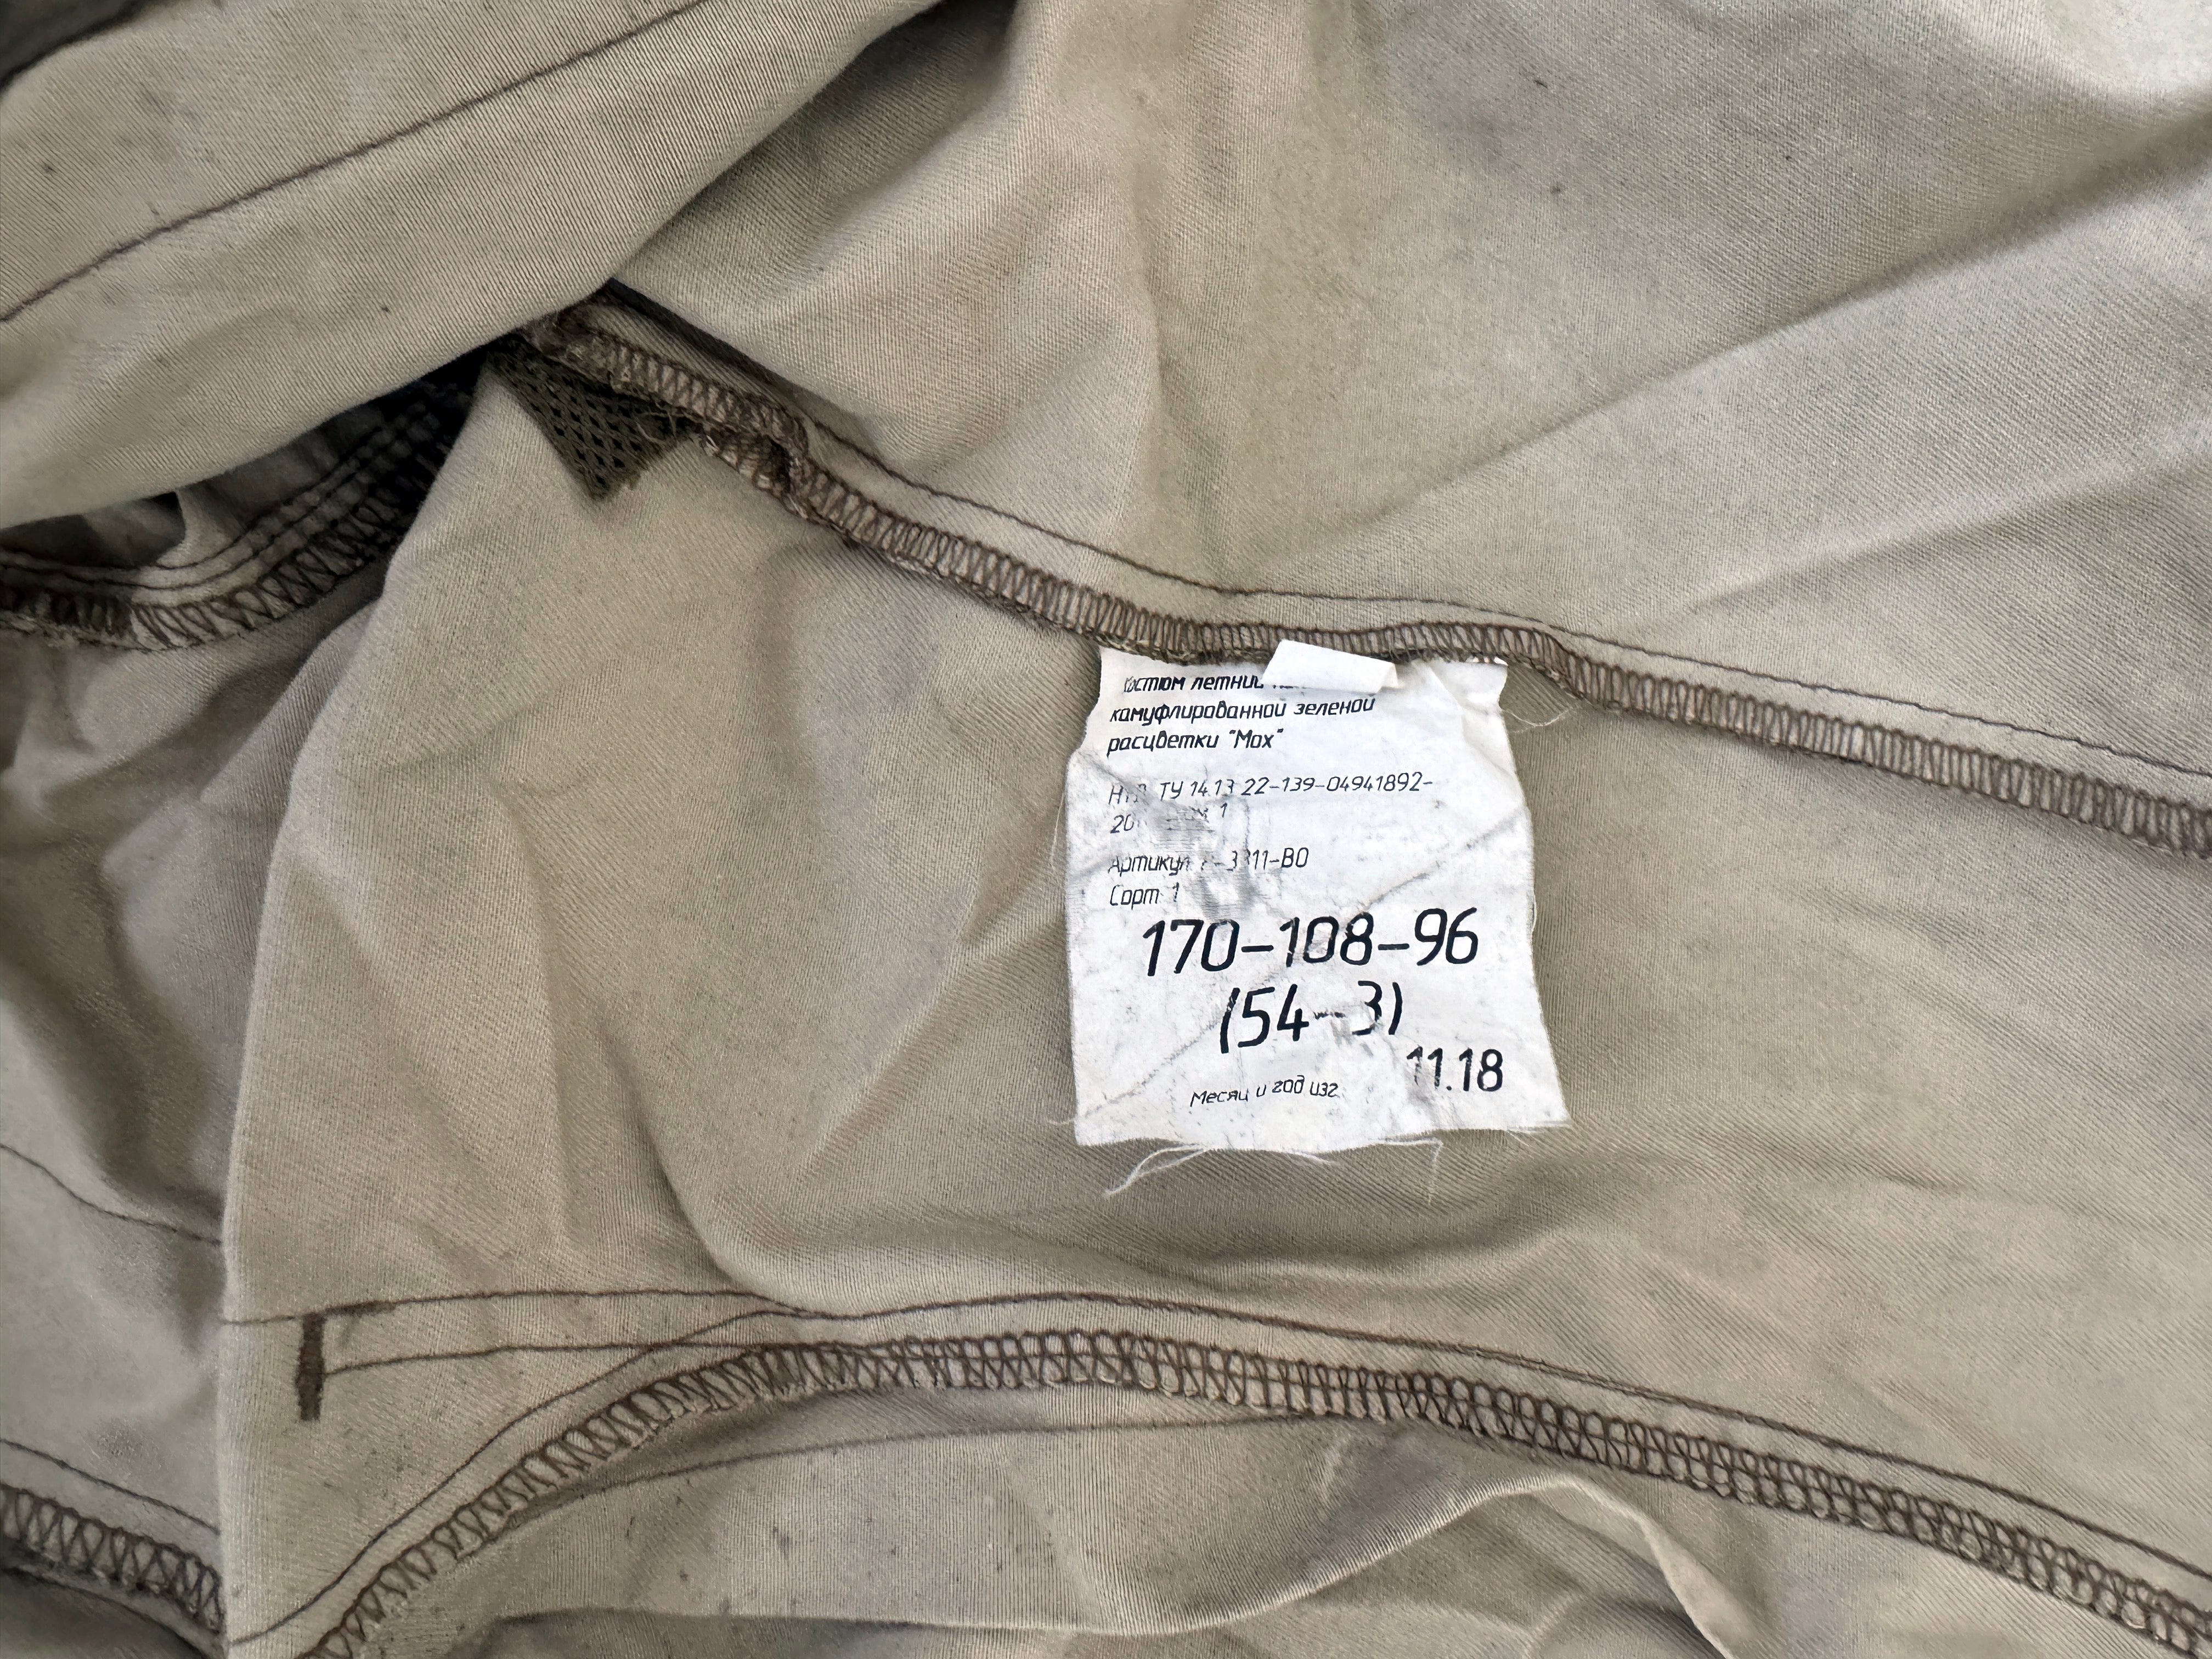 Костюм летний
камуфлированной зеленой
расцветки "Мох"
ТУ 14.13 22-139-04941892-
1
Артикул
Сорт 1
170-108-96
(54-3)
11.18
Месяц и год изг.